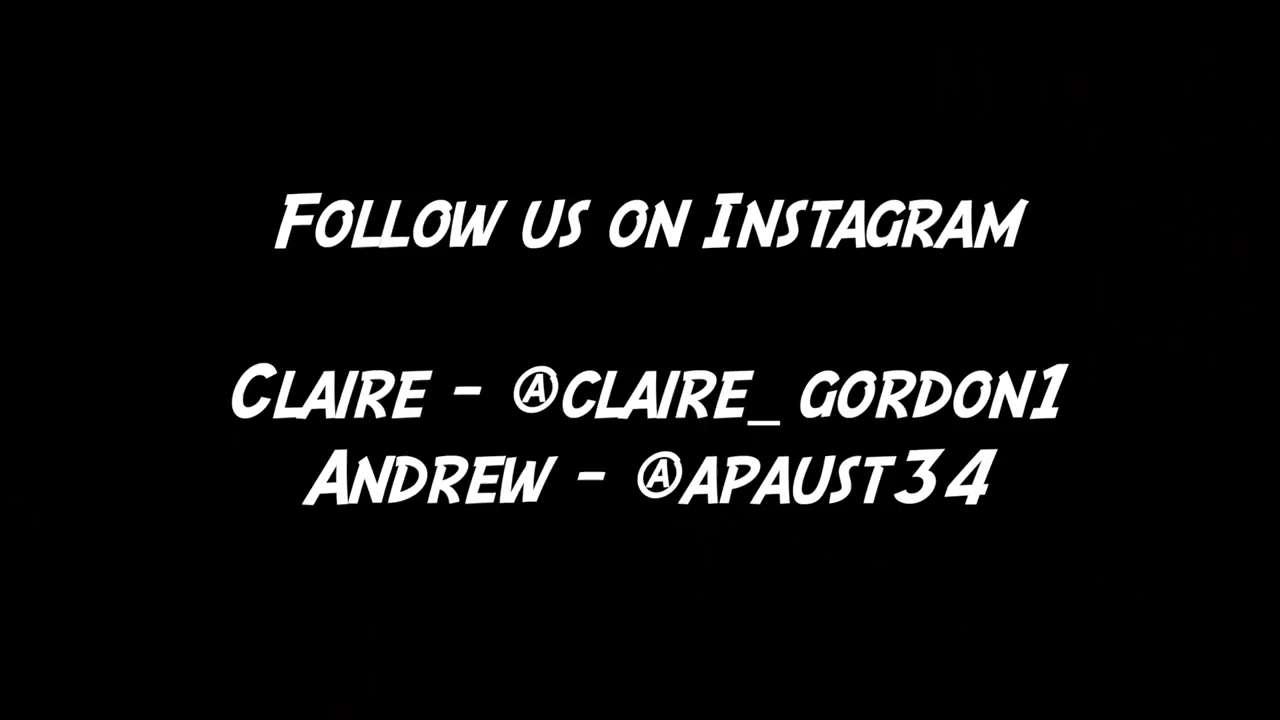 Follow us on Instagram
Claire - @claire_gordon1
Andrew - @apaust34